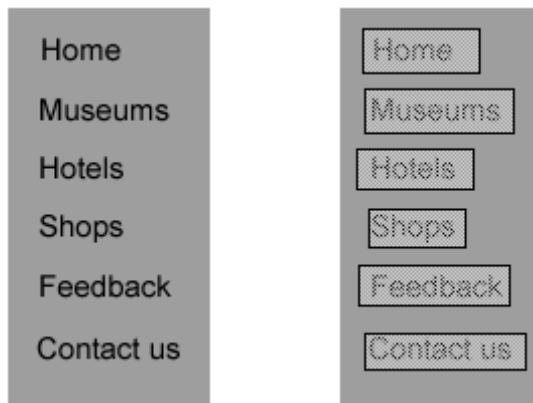 Home
Museums
Hotels
Shops
Feedback
Contact us
Home
Museums
Hotels
Shops
Feedback
Contact us